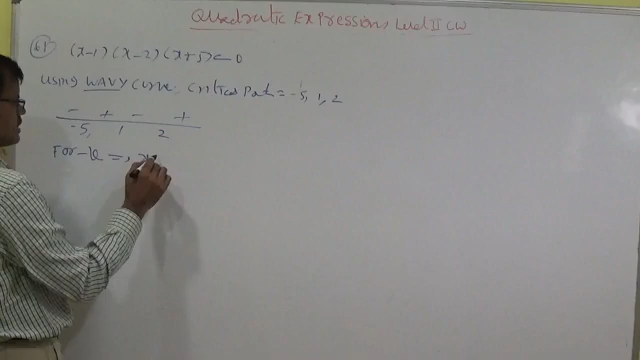 Quadratic Expressions Level II CW
61) (x-1) (x-2) (x+5) < 0
Using WAVY Curve: Critical Path = -5, 1, 2
- + - +
-5, 1 2
For -ve =, x